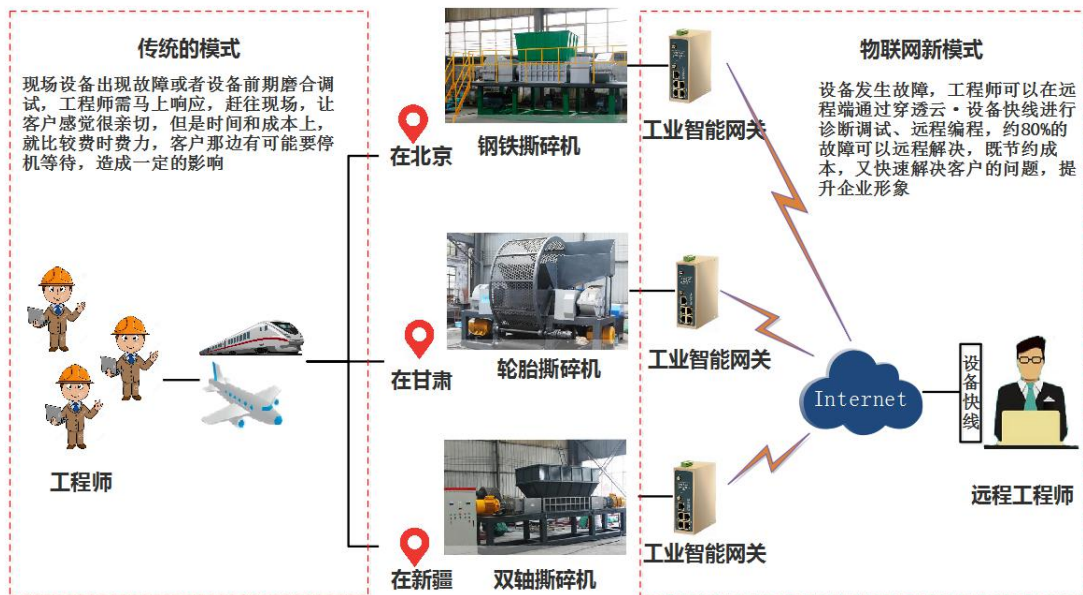 传统的模式
现场设备出现故障或者设备前期磨合调
试，工程师需马上响应，赶往现场，让
客户感觉很亲切，但是时间和成本上，
就比较费时费力，客户那边有可能要停
机等待，造成一定的影响
工程师
在北京
钢铁撕碎机
工业智能网关
在甘肃
轮胎撕碎机
工业智能网关
在新疆
双轴撕碎机
工业智能网关
物联网新模式
设备发生故障，工程师可以在远
程端通过穿透云·设备快线进行
诊断调试、远程编程，约80%的
故障可以远程解决，既节约成
本，又快速解决客户的问题，提
升企业形象
Internet
设备快线
远程工程师